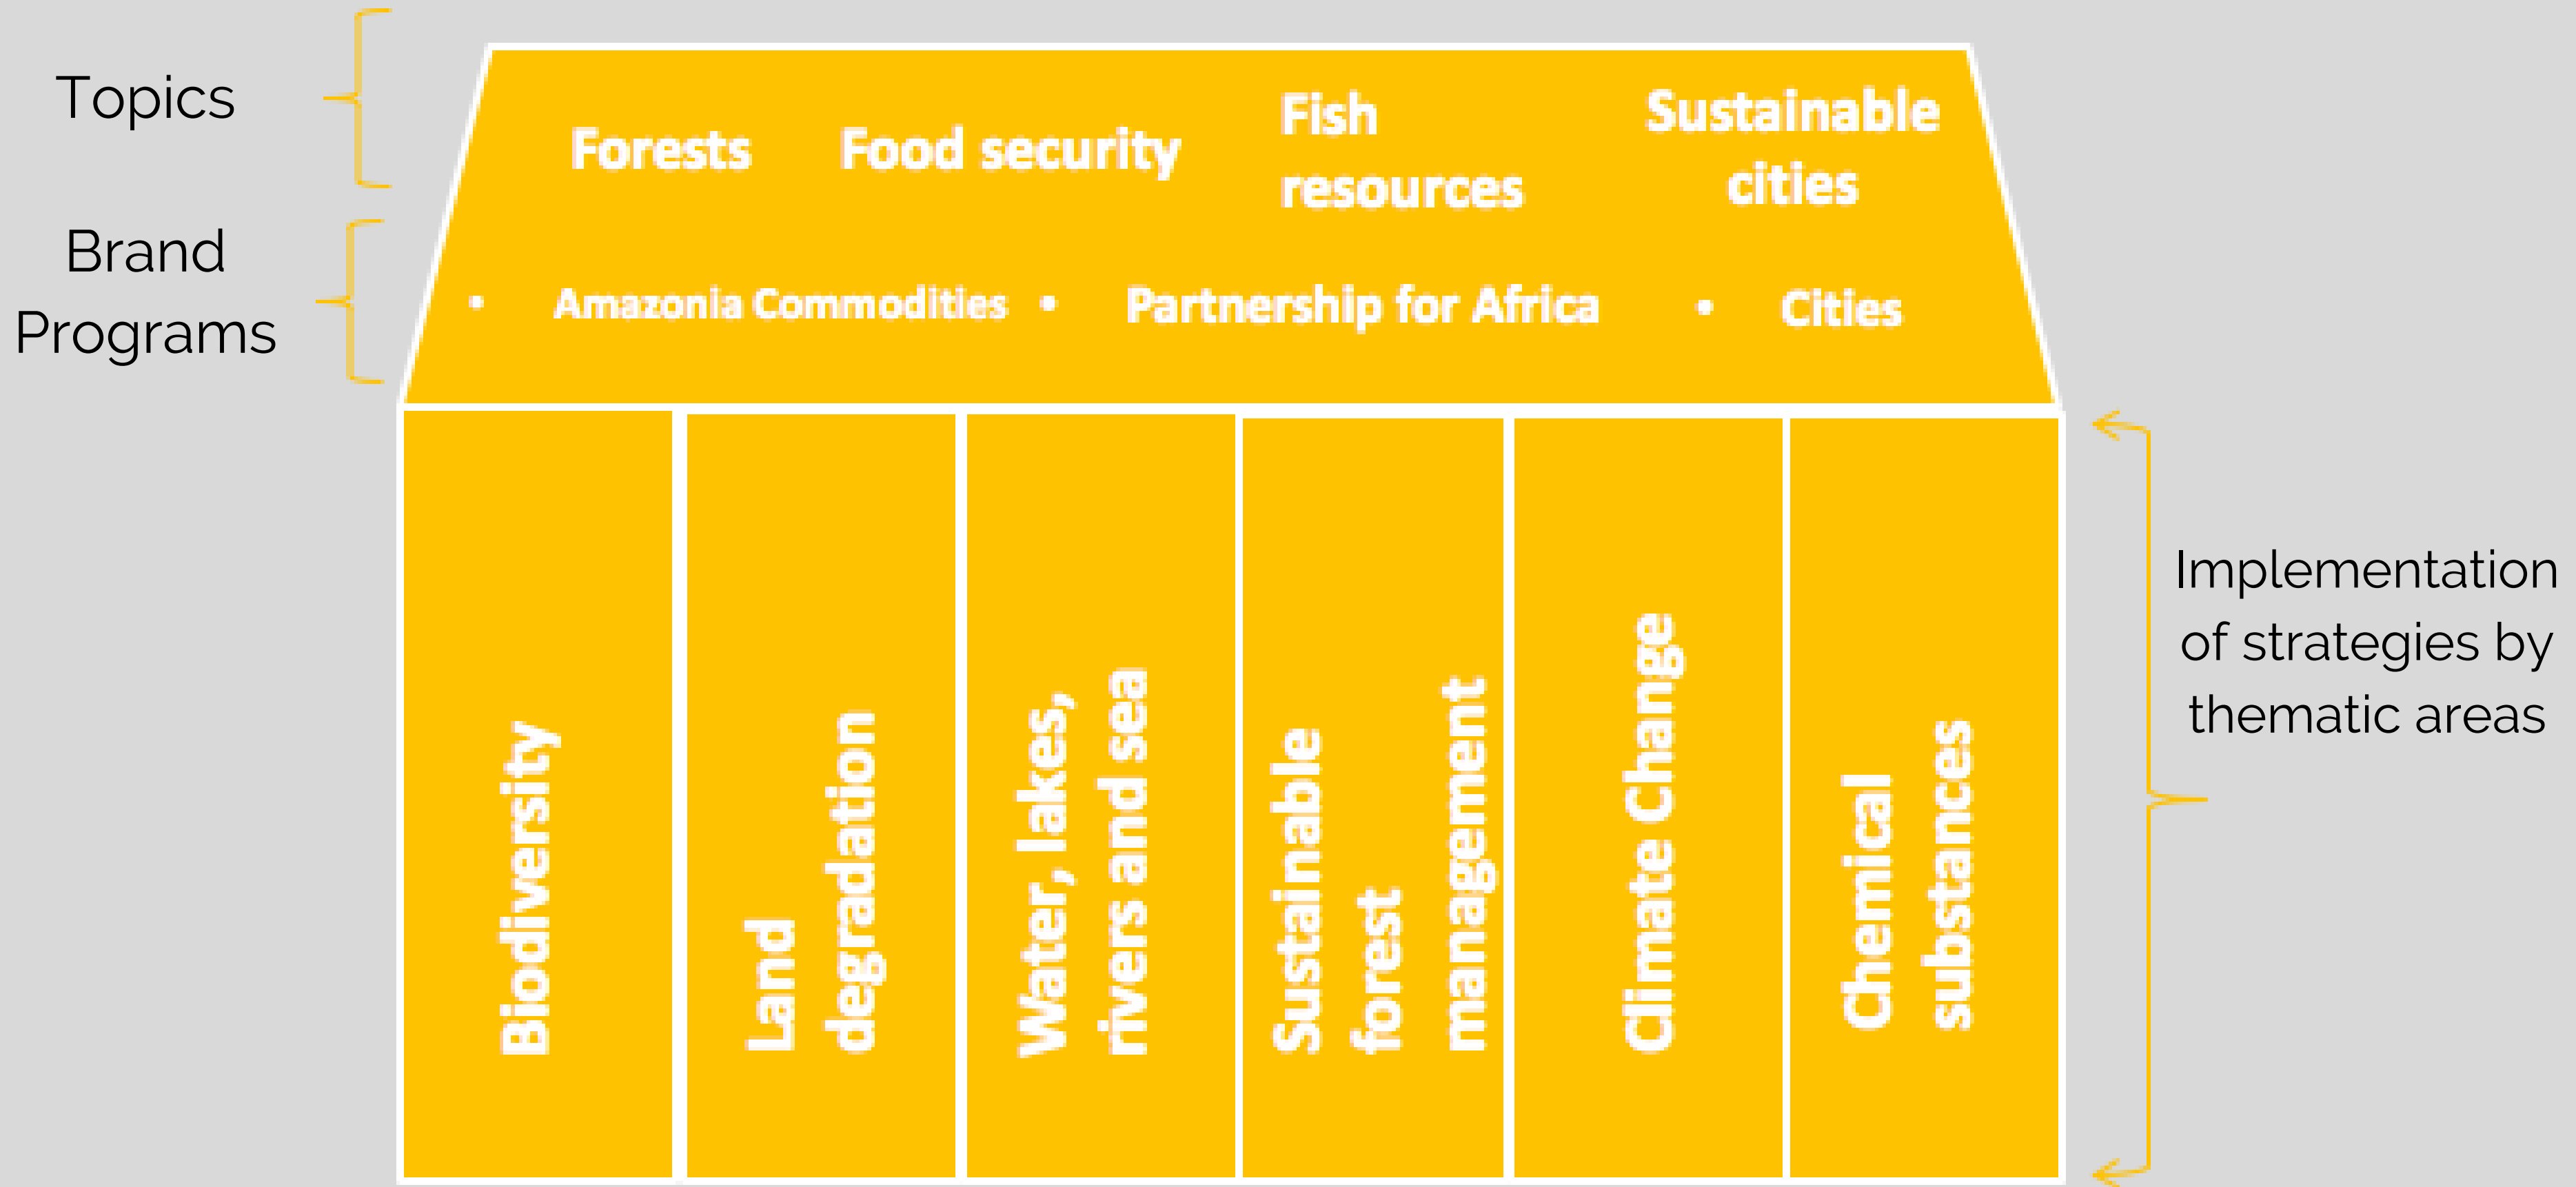 Topics
Forests
Food security
Fish
resources
Sustainable
cities
Brand
Programs
• Amazonia Commodities • Partnership for Africa • Cities
Biodiversity
Land
degradation
Water, lakes,
rivers and sea
Sustainable
forest
management
Climate Change
Chemical
substances
Implementation
of strategies by
thematic areas